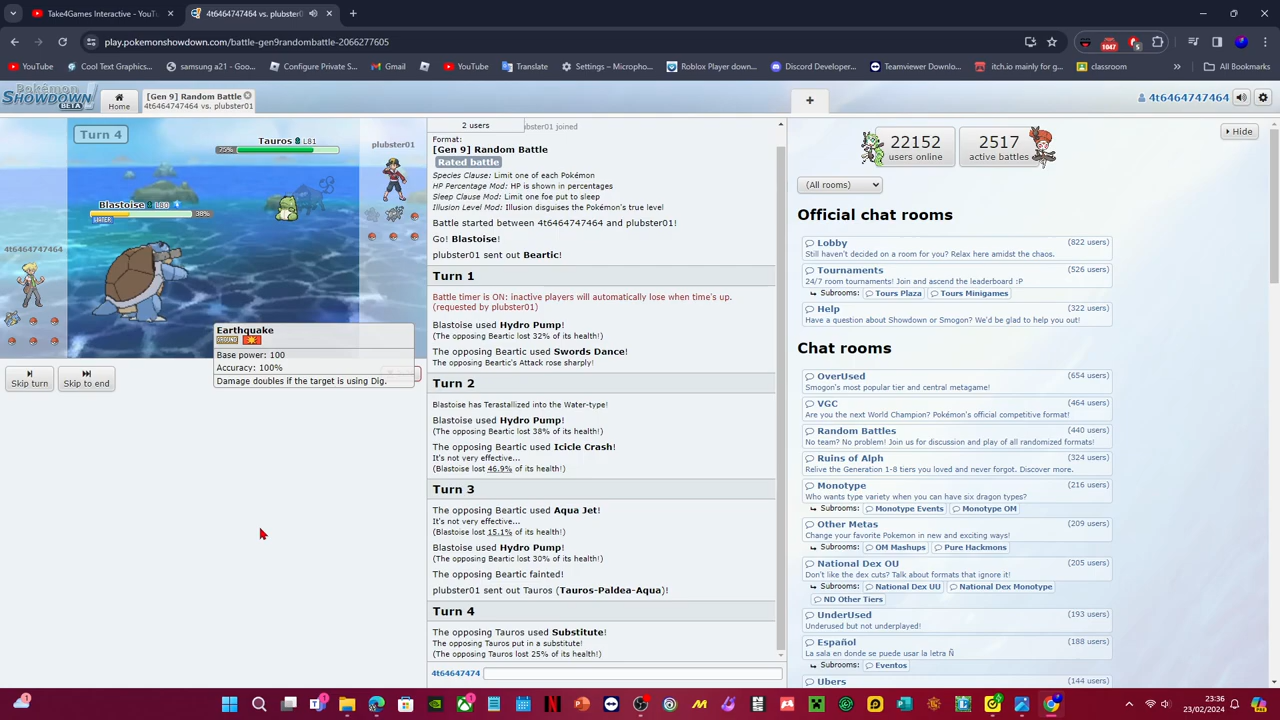 Take4Games Interactive - YouT
4t6464747464 vs. plubster01
play.pokemonshowdown.com/battle-gen9randombattle-2066277605
1047
5
YouTube
Cool Text Graphics...
samsung a21 - Goo...
Configure Private S...
Gmail
YouTube
Translate
Settings – Micropho...
Roblox Player down...
Discord Developer...
Teamviewer Downlo...
itch.io mainly for g...
classroom
All Bookmarks
Pokémon
SHOWDOWN
BETA
Home
[Gen 9] Random Battle
4t6464747464 vs. plubster01
4t6464747464
Turn 4
Tauros L81
75%
plubster01
Blastoise L80
38%
WATER
4t6464747464
Earthquake
GROUND
Base power: 100
Accuracy: 100%
Damage doubles if the target is using Dig.
Skip turn
Skip to end
2 users
bster01 joined
Format:
[Gen 9] Random Battle
Rated battle
Species Clause: Limit one of each Pokémon
HP Percentage Mod: HP is shown in percentages
Sleep Clause Mod: Limit one foe put to sleep
Illusion Level Mod: Illusion disguises the Pokémon's true level
Battle started between 4t6464747464 and plubster01!
Go! Blastoise!
plubster01 sent out Beartic!
Turn 1
Battle timer is ON: inactive players will automatically lose when time's up.
(requested by plubster01)
Blastoise used Hydro Pump!
(The opposing Beartic lost 32% of its health!)
The opposing Beartic used Swords Dance!
The opposing Beartic's Attack rose sharply!
Turn 2
Blastoise has Terastallized into the Water-type!
Blastoise used Hydro Pump!
(The opposing Beartic lost 38% of its health!)
The opposing Beartic used Icicle Crash!
It's not very effective...
(Blastoise lost 46.9% of its health!)
Turn 3
The opposing Beartic used Aqua Jet!
It's not very effective...
(Blastoise lost 15.1% of its health!)
Blastoise used Hydro Pump!
(The opposing Beartic lost 30% of its health!)
The opposing Beartic fainted!
plubster01 sent out Tauros (Tauros-Paldea-Aqua)!
Turn 4
The opposing Tauros used Substitute!
The opposing Tauros put in a substitute!
(The opposing Tauros lost 25% of its health!)
4t64647474
22152
users online
2517
active battles
Hide
(All rooms)
Official chat rooms
Lobby (822 users)
Still haven't decided on a room for you? Relax here amidst the chaos.
Tournaments (526 users)
24/7 room tournaments! Join and ascend the leaderboard :P
Subrooms: Tours Plaza Tours Minigames
Help (322 users)
Have a question about Showdown or Smogon? We'd be glad to help you out!
Chat rooms
OverUsed (654 users)
Smogon's most popular tier and central metagame!
VGC (464 users)
Are you the next World Champion? Pokémon's official competitive format!
Random Battles (440 users)
No team? No problem! Join us for discussion and play of all randomized formats!
Ruins of Alph (324 users)
Relive the Generation 1-8 tiers you loved and never forgot. Discover more.
Monotype (216 users)
Who wants type variety when you can have six dragon types?
Subrooms: Monotype Events Monotype OM
Other Metas (209 users)
Change your favorite Pokemon in new and exciting ways!
Subrooms: OM Mashups Pure Hackmons
National Dex OU (205 users)
Don't like the dex cuts? Talk about formats that ignore it!
Subrooms: National Dex UU National Dex Monotype
ND Other Tiers
UnderUsed (193 users)
Underused but not underplayed!
Español (188 users)
La sala en donde se puede usar la letra Ñ
Subrooms: Eventos
Ubers (144 users)
23:36
23/02/2024